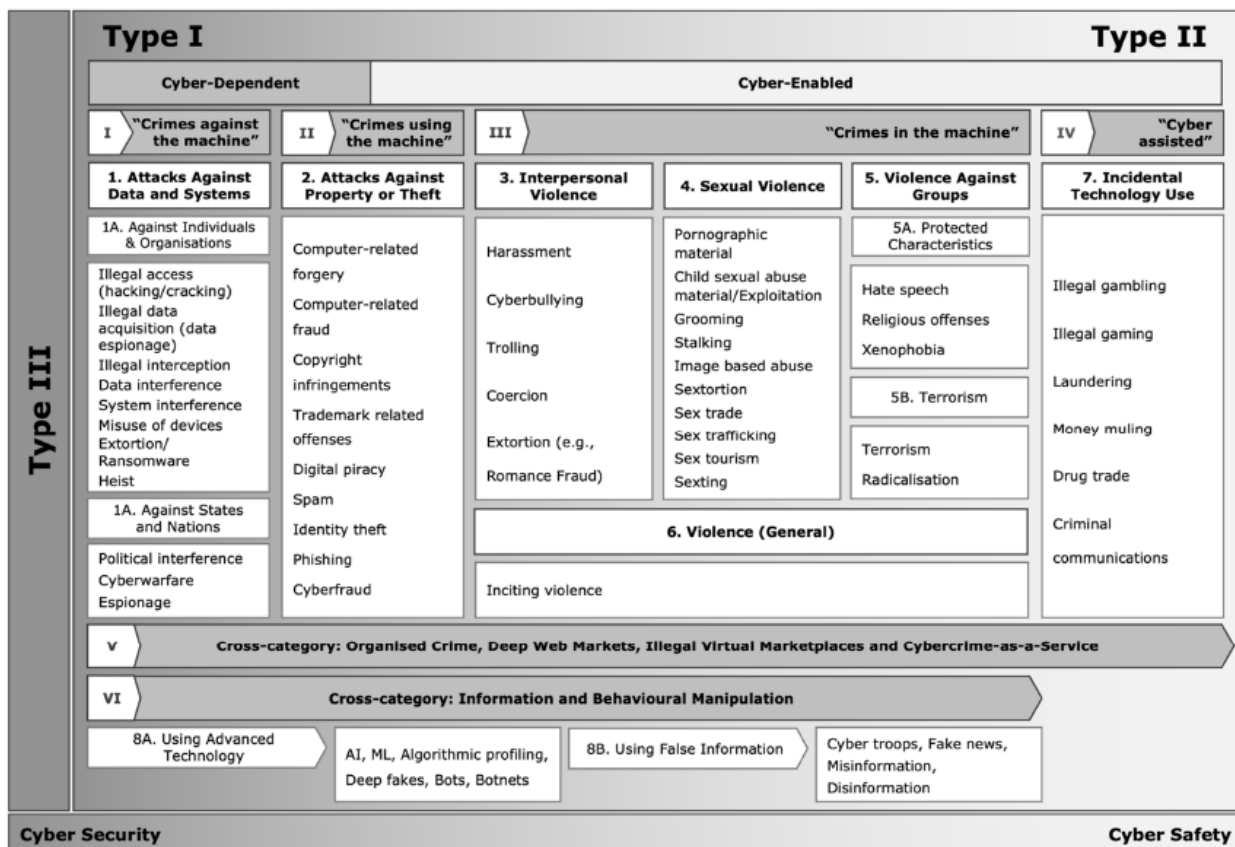 Type I
Type II
Type III
Cyber-Dependent
Cyber-Enabled
I
"Crimes against
the machine"
II
"Crimes using
the machine"
III
"Crimes in the machine"
IV
"Cyber
assisted"
1. Attacks Against
Data and Systems
2. Attacks Against
Property or Theft
3. Interpersonal
Violence
4. Sexual Violence
5. Violence Against
Groups
7. Incidental
Technology Use
1A. Against Individuals
& Organisations
Illegal access
(hacking/cracking)
Illegal data
acquisition (data
espionage)
Illegal interception
Data interference
System interference
Misuse of devices
Extortion/
Ransomware
Heist
1A. Against States
and Nations
Political interference
Cyberwarfare
Espionage
Computer-related
forgery
Computer-related
fraud
Copyright
infringements
Trademark related
offenses
Digital piracy
Spam
Identity theft
Phishing
Cyberfraud
Harassment
Cyberbullying
Trolling
Coercion
Extortion (e.g.,
Romance Fraud)
Pornographic
material
Child sexual abuse
material/Exploitation
Grooming
Stalking
Image based abuse
Sextortion
Sex trade
Sex trafficking
Sex tourism
Sexting
5A. Protected
Characteristics
Hate speech
Religious offenses
Xenophobia
5B. Terrorism
Terrorism
Radicalisation
6. Violence (General)
Inciting violence
Illegal gambling
Illegal gaming
Laundering
Money muling
Drug trade
Criminal
communications
V
Cross-category: Organised Crime, Deep Web Markets, Illegal Virtual Marketplaces and Cybercrime-as-a-Service
VI
Cross-category: Information and Behavioural Manipulation
8A. Using Advanced
Technology
AI, ML, Algorithmic profiling,
Deep fakes, Bots, Botnets
8B. Using False Information
Cyber troops, Fake news,
Misinformation,
Disinformation
Cyber Security
Cyber Safety